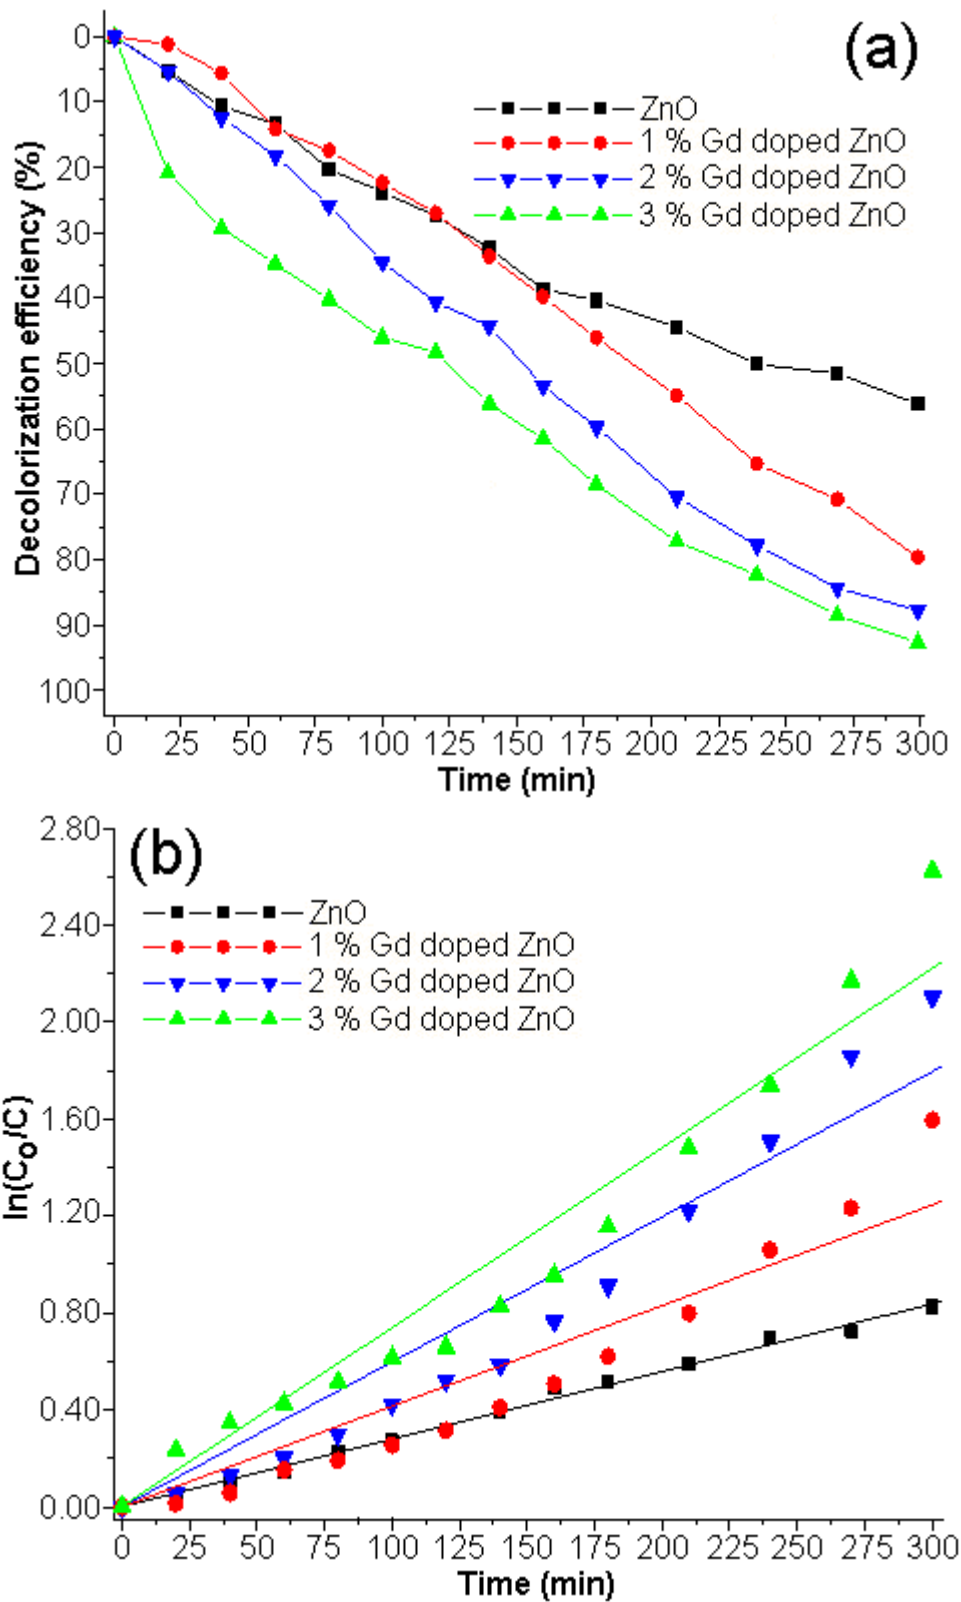 (a)
0
10
20
30
40
50
60
70
80
90
100
Decolorization efficiency (%)
ZnO
1 % Gd doped ZnO
2 % Gd doped ZnO
3 % Gd doped ZnO
0 25 50 75 100 125 150 175 200 225 250 275 300
Time (min)
(b)
2.80
2.40
2.00
1.60
1.20
0.80
0.40
0.00
ln(Co/C)
ZnO
1 % Gd doped ZnO
2 % Gd doped ZnO
3 % Gd doped ZnO
0 25 50 75 100 125 150 175 200 225 250 275 300
Time (min)